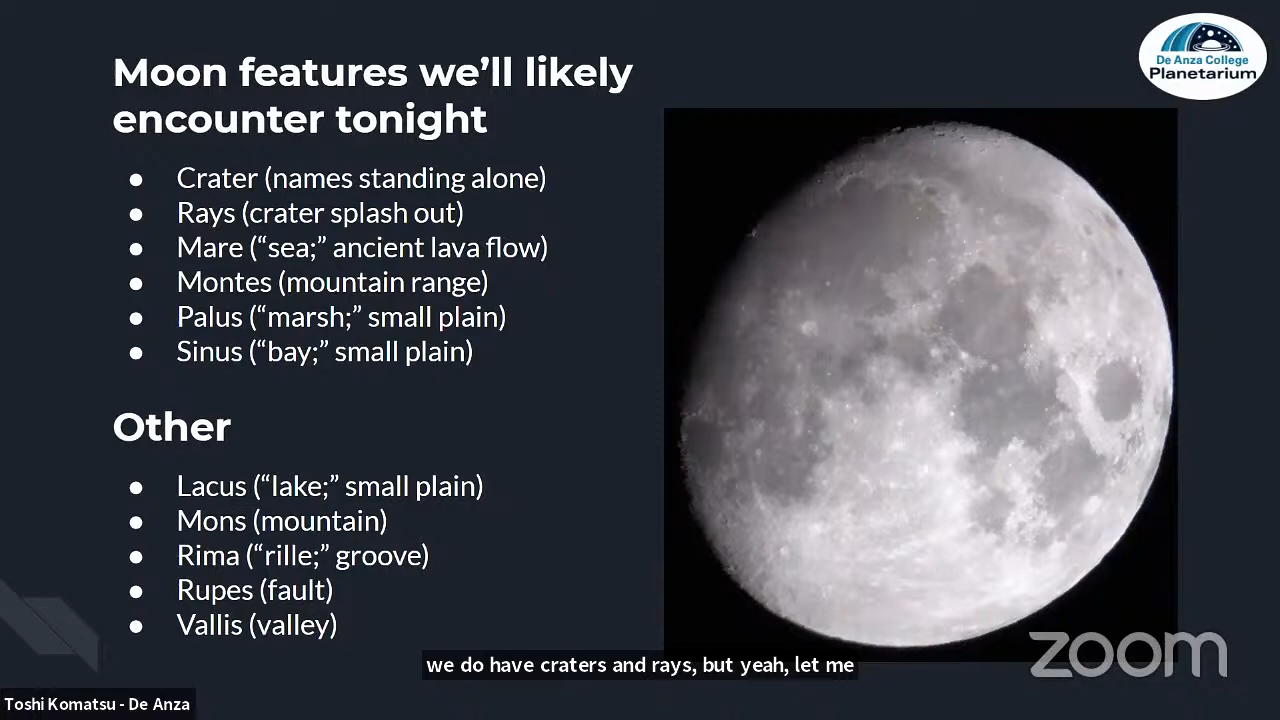 De Anza College
Planetarium
Moon features we’ll likely
encounter tonight
● Crater (names standing alone)
● Rays (crater splash out)
● Mare (“sea;” ancient lava flow)
● Montes (mountain range)
● Palus (“marsh;” small plain)
● Sinus (“bay;” small plain)
Other
● Lacus (“lake;” small plain)
● Mons (mountain)
● Rima (“rille;” groove)
● Rupes (fault)
● Vallis (valley)
we do have craters and rays, but yeah, let me
zoom
Toshi Komatsu - De Anza